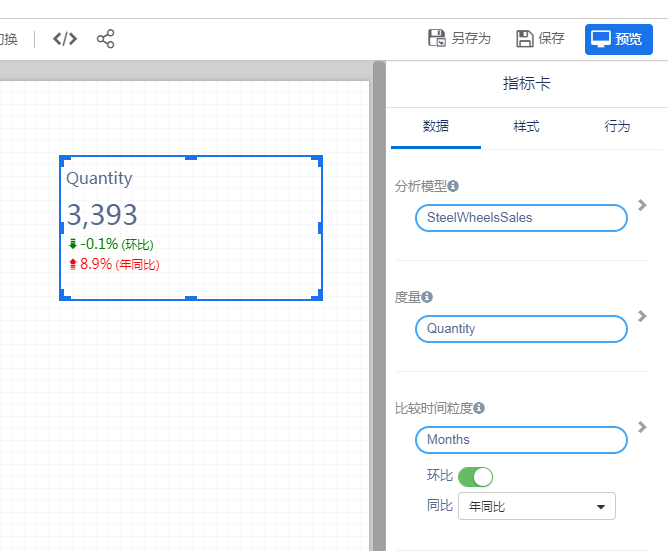 切换 另存为 保存 预览
指标卡
数据 样式 行为
Quantity
3,393
-0.1% (环比)
8.9% (年同比)
分析模型
SteelWheelsSales
度量
Quantity
比较时间粒度
Months
环比
同比 年同比